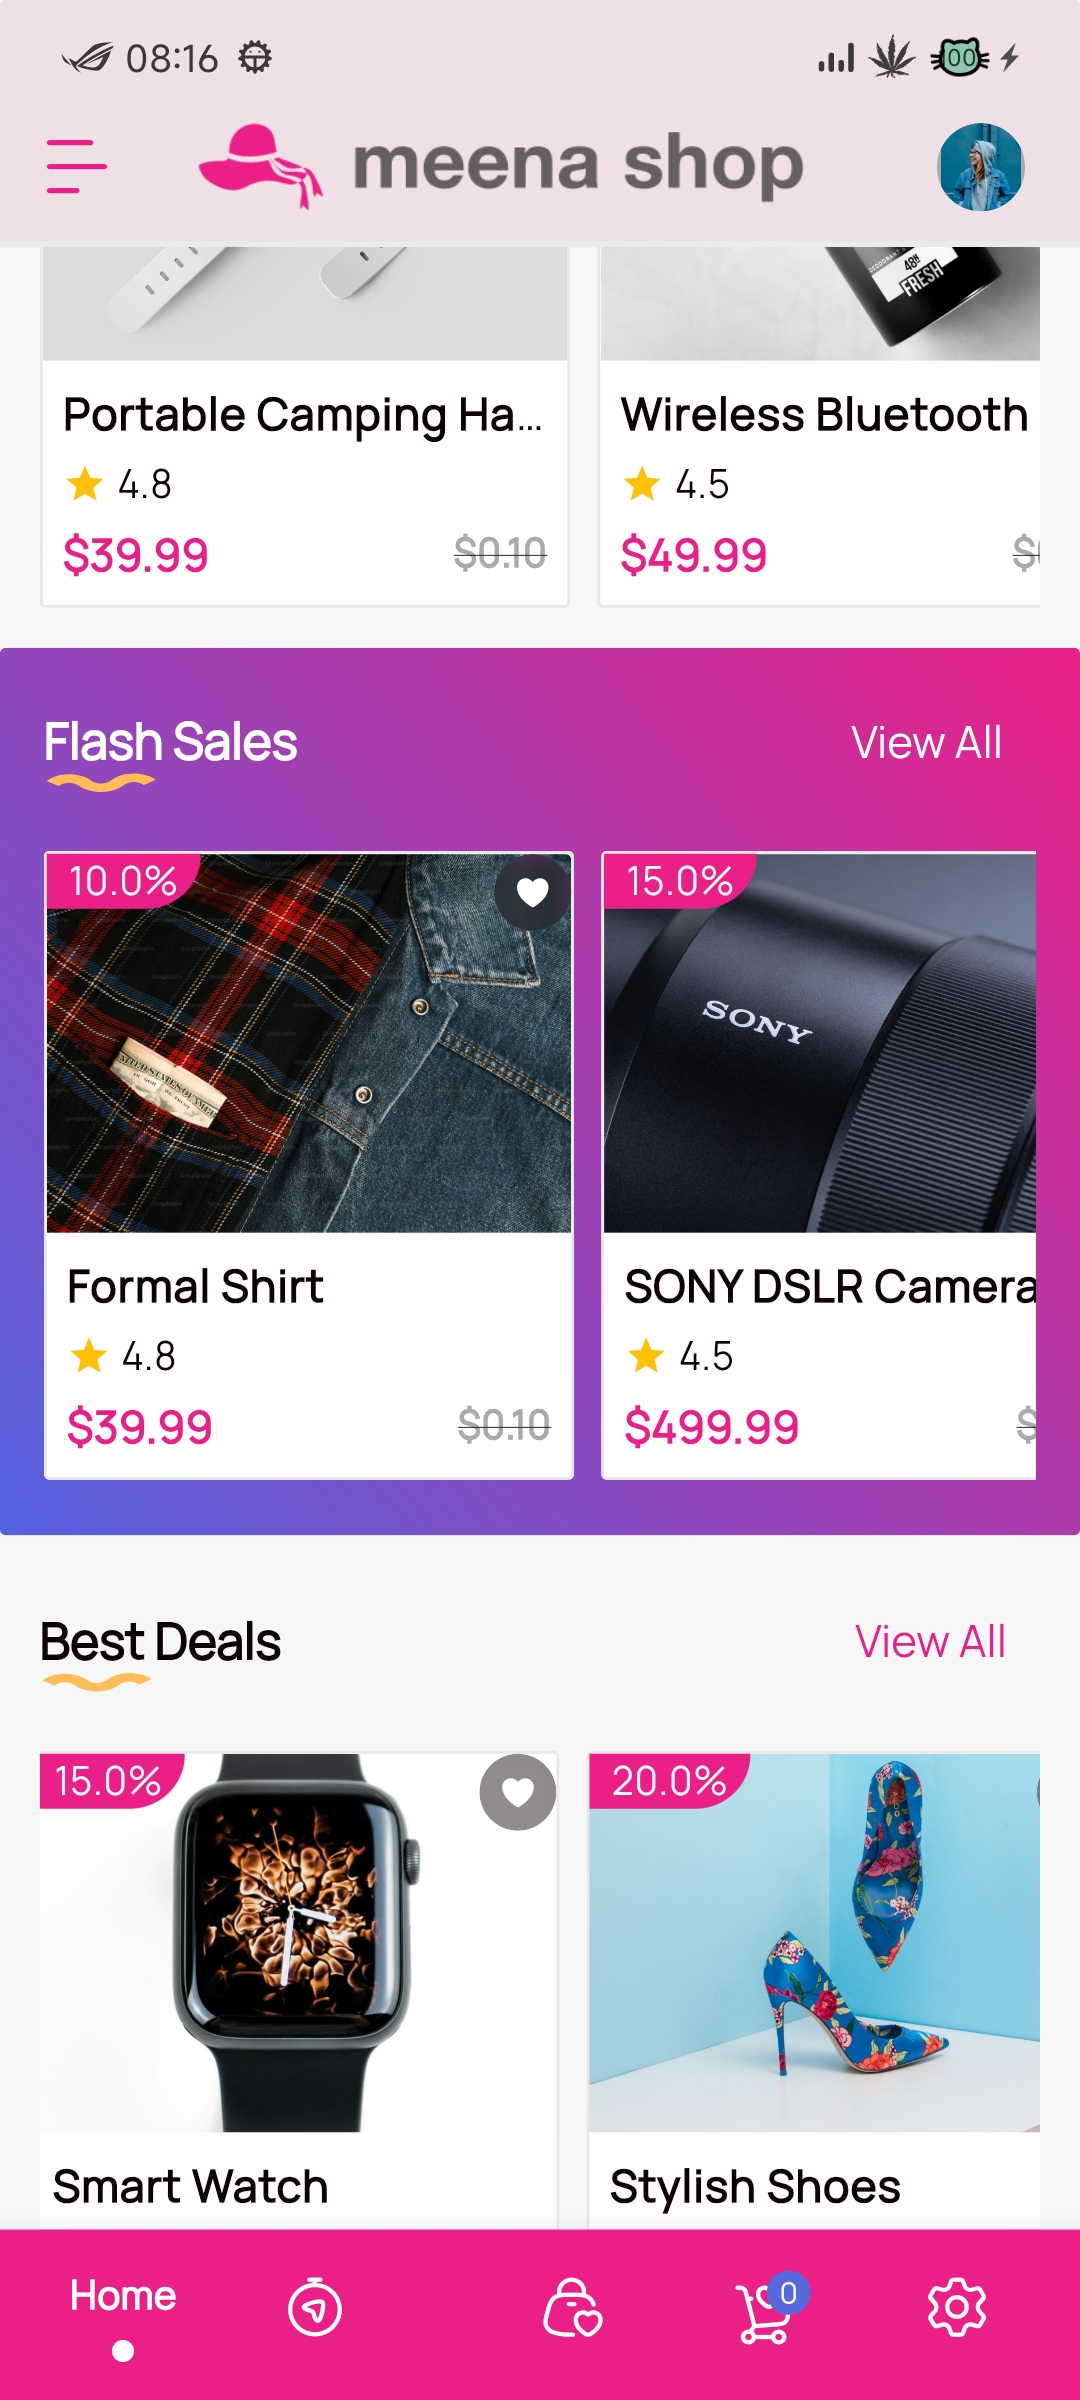 08:16
00
meena shop
48H
FRESH
Portable Camping Ha...
Wireless Bluetooth
4.8
4.5
$39.99
$0.10
$49.99
Flash Sales
View All
10.0%
15.0%
SONY
Formal Shirt
SONY DSLR Camera
4.8
4.5
$39.99
$0.10
$499.99
Best Deals
View All
15.0%
20.0%
Smart Watch
Stylish Shoes
Home
0